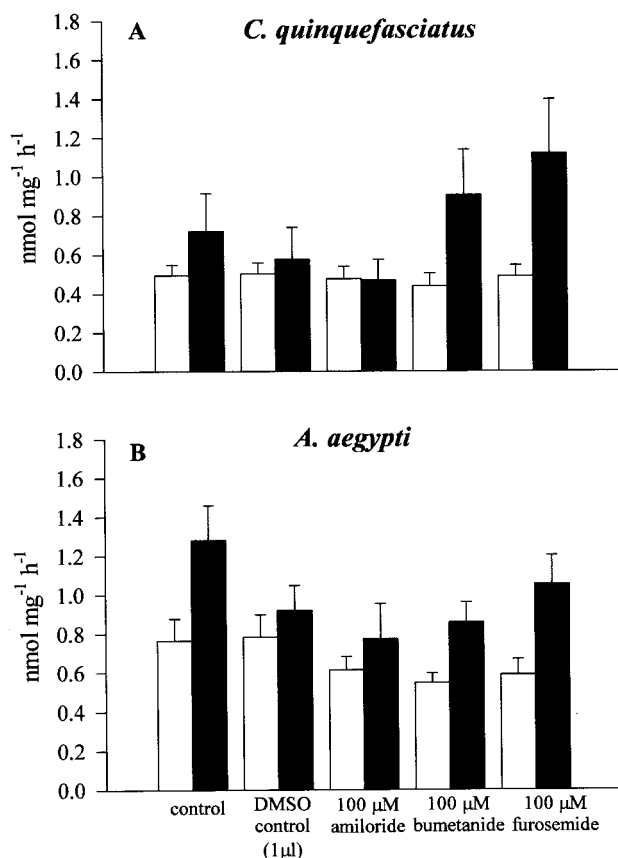 A
C. quinquefasciatus
1.8
1.6
1.4
1.2
1.0
0.8
0.6
0.4
0.2
0.0
nmol mg⁻¹ h⁻¹
B
A. aegypti
1.8
1.6
1.4
1.2
1.0
0.8
0.6
0.4
0.2
0.0
nmol mg⁻¹ h⁻¹
control
DMSO
control
(1μl)
100 μM
amiloride
100 μM
bumetanide
100 μM
furosemide